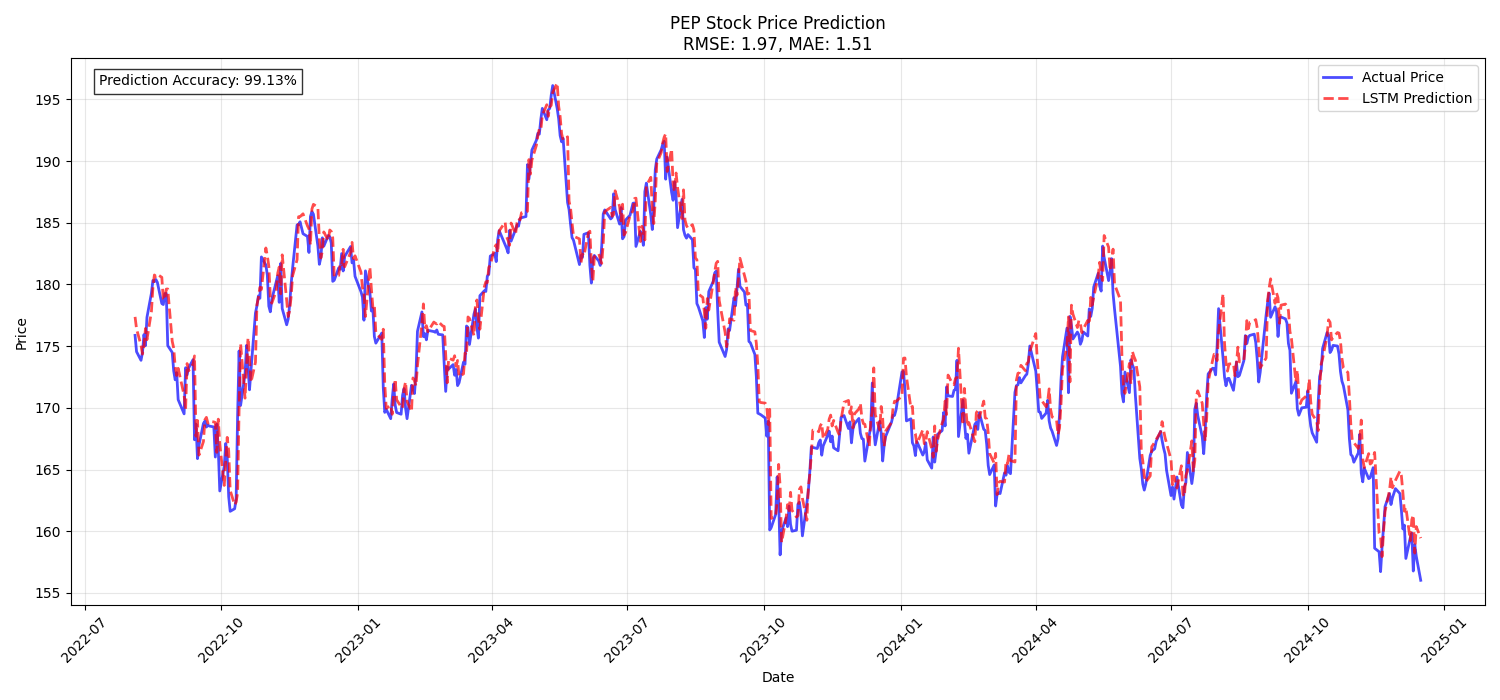 PEP Stock Price Prediction
RMSE: 1.97, MAE: 1.51
Prediction Accuracy: 99.13%
Actual Price
LSTM Prediction
Price
195
190
185
180
175
170
165
160
155
2022-07
2022-10
2023-01
2023-04
2023-07
2023-10
2024-01
2024-04
2024-07
2024-10
2025-01
Date